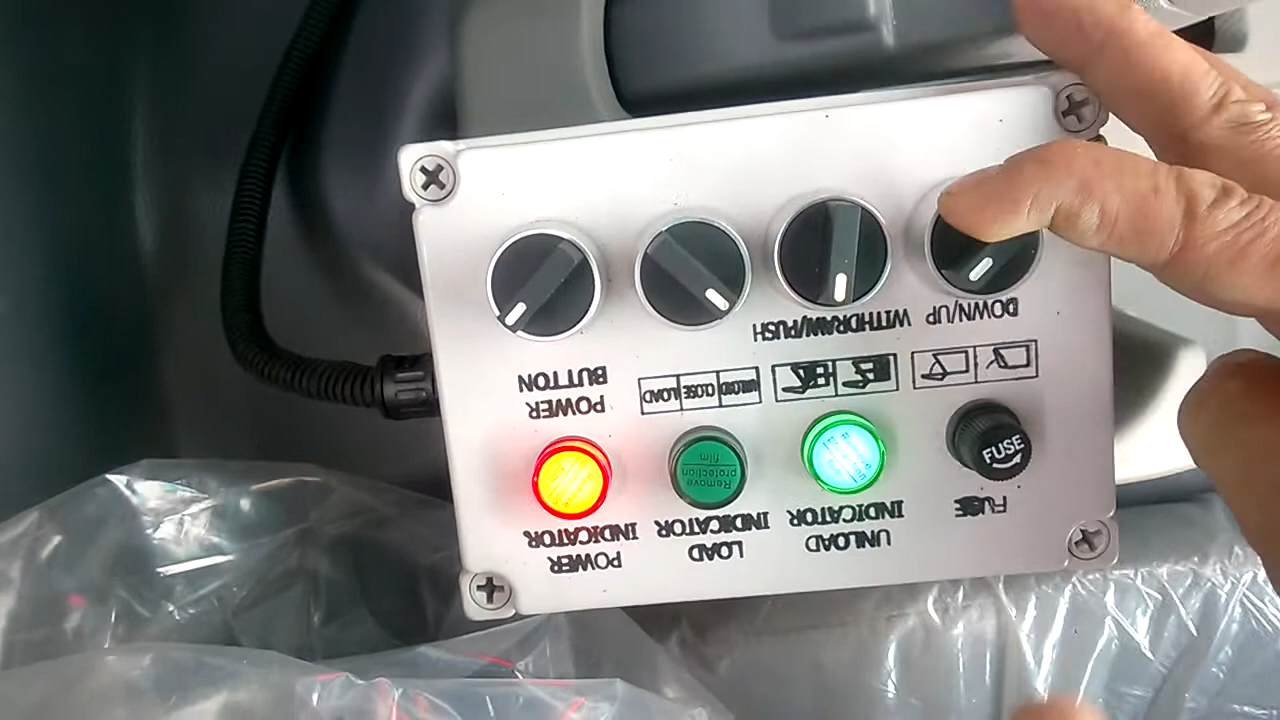 FUSE
UNLOAD
INDICATOR
LOAD
INDICATOR
POWER
INDICATOR
FUSE
Remove
protection
film
UNLOAD CLOSE LOAD
POWER
BUTTON
DOWN/UP
WITHDRAW/PUSH